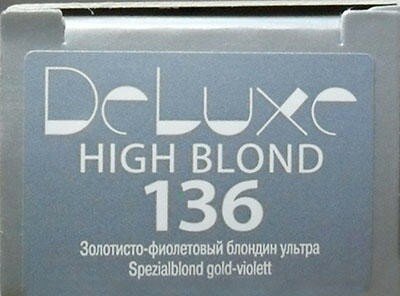 DeLuxe
HIGH BLOND
136
Золотисто-фиолетовый блондин ультра
Spezialblond gold-violett